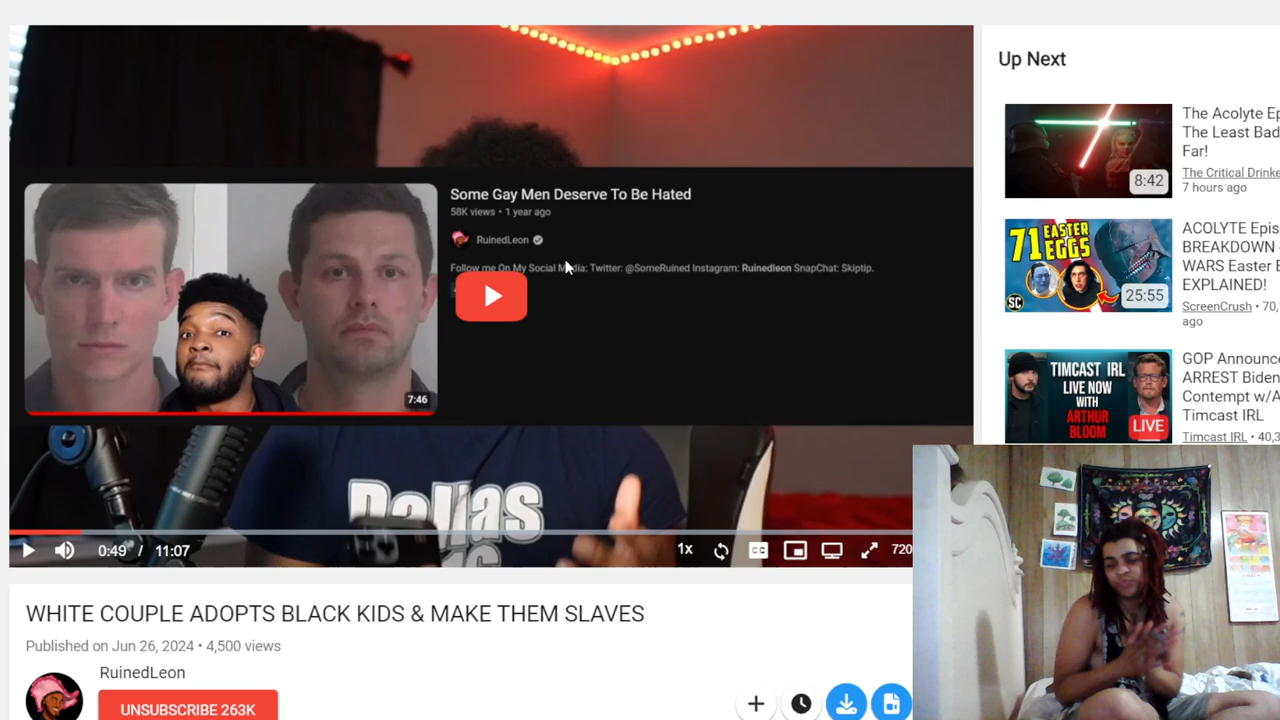 Some Gay Men Deserve To Be Hated
58K views • 1 year ago
RuinedLeon
Follow me On My Social Media: Twitter: @SomeRuined Instagram: Ruinedleon SnapChat: Skiptip.
7:46
Dallas
0:49 / 11:07
1x
CC
720
WHITE COUPLE ADOPTS BLACK KIDS & MAKE THEM SLAVES
Published on Jun 26, 2024 • 4,500 views
RuinedLeon
UNSUBSCRIBE 263K
Up Next
8:42
The Acolyte Ep
The Least Bad
Far!
The Critical Drinke
7 hours ago
71 EASTER
EGGS
SC
25:55
ACOLYTE Epis
BREAKDOWN
WARS Easter E
EXPLAINED!
ScreenCrush • 70,
ago
TIMCAST IRL
LIVE NOW
WITH
ARTHUR
BLOOM
LIVE
GOP Announce
ARREST Biden
Contempt w/A
Timcast IRL
Timcast IRL • 40,3